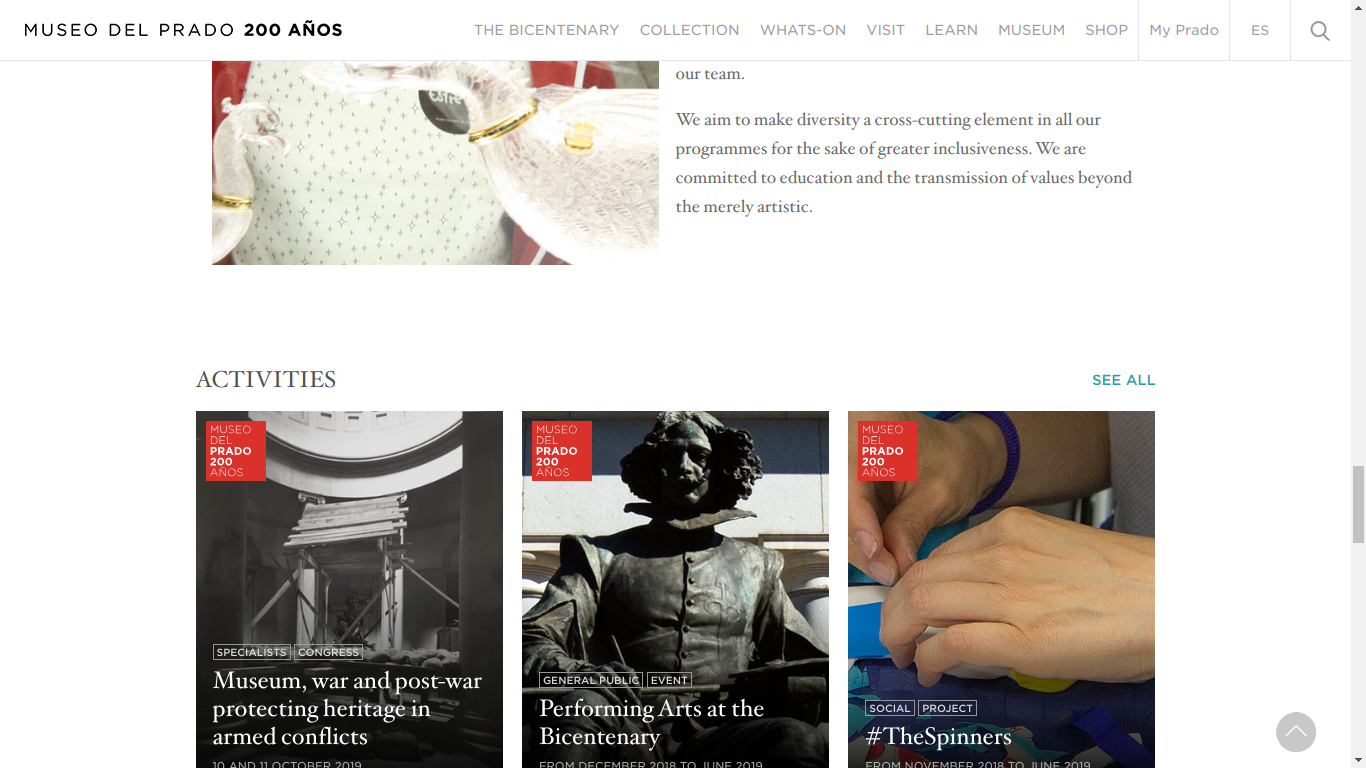 MUSEO DEL PRADO 200 AÑOS
THE BICENTENARY COLLECTION WHATS-ON VISIT LEARN MUSEUM SHOP My Prado ES
our team.
We aim to make diversity a cross-cutting element in all our
programmes for the sake of greater inclusiveness. We are
committed to education and the transmission of values beyond
the merely artistic.
ACTIVITIES
SEE ALL
MUSEO
DEL
PRADO
200
AÑOS
SPECIALISTS CONGRESS
Museum, war and post-war
protecting heritage in
armed conflicts
10 AND 11 OCTOBER 2019
MUSEO
DEL
PRADO
200
AÑOS
GENERAL PUBLIC EVENT
Performing Arts at the
Bicentenary
FROM DECEMBER 2018 TO JUNE 2019
MUSEO
DEL
PRADO
200
AÑOS
SOCIAL PROJECT
#TheSpinners
FROM NOVEMBER 2018 TO JUNE 2019